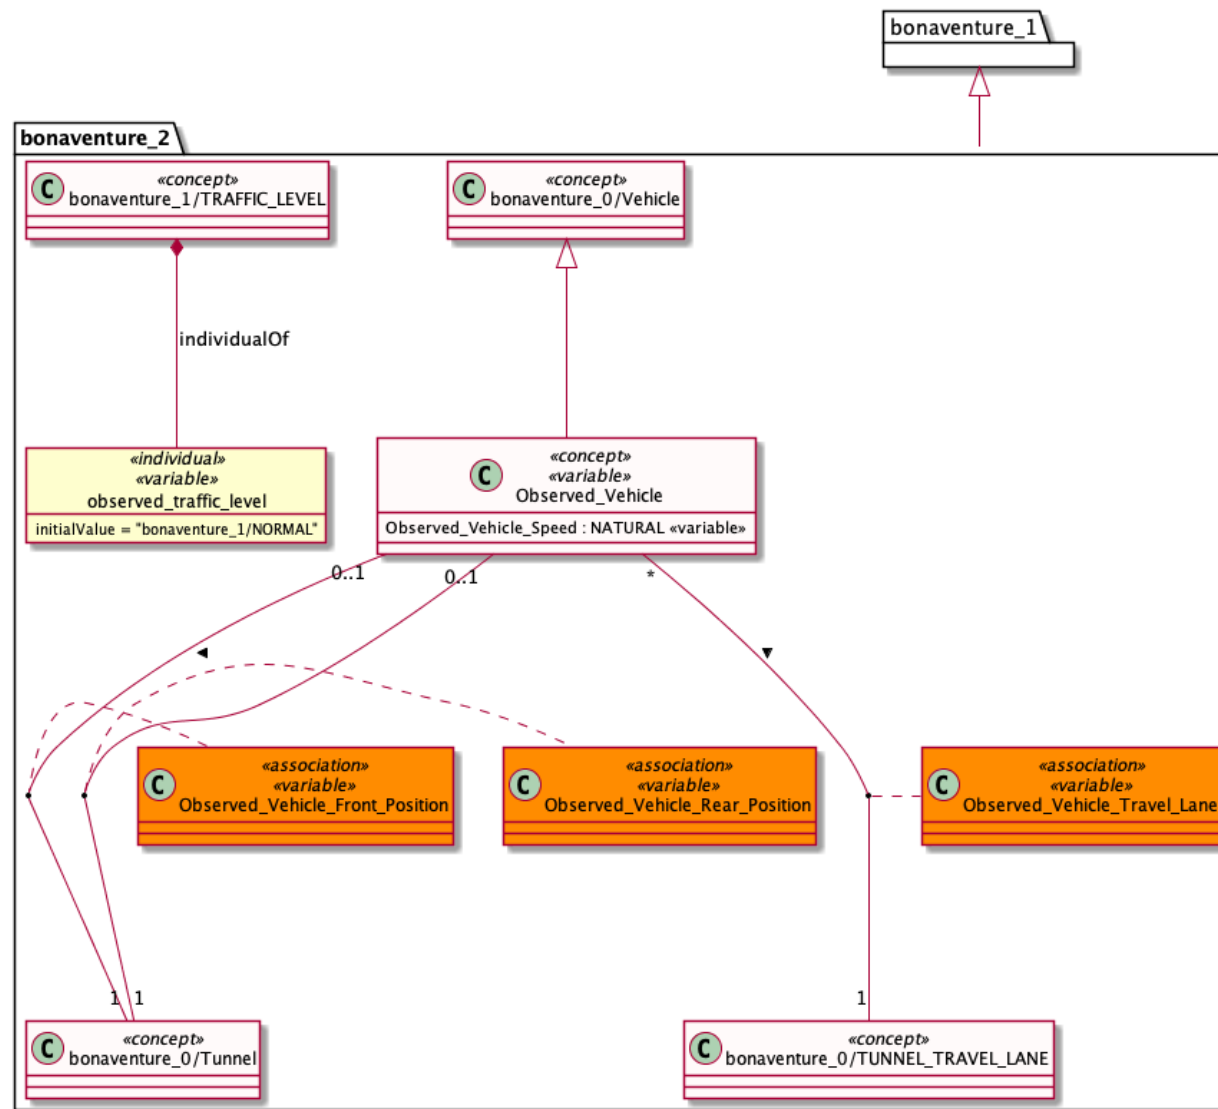 bonaventure_1
bonaventure_2
C
«concept»
bonaventure_1/TRAFFIC_LEVEL
C
«concept»
bonaventure_0/Vehicle
individualOf
«individual»
«variable»
observed_traffic_level
initialValue = "bonaventure_1/NORMAL"
C
«concept»
«variable»
Observed_Vehicle
Observed_Vehicle_Speed : NATURAL «variable»
0..1
0..1
*
C
«association»
«variable»
Observed_Vehicle_Front_Position
C
«association»
«variable»
Observed_Vehicle_Rear_Position
C
«association»
«variable»
Observed_Vehicle_Travel_Lane
1
1
1
C
«concept»
bonaventure_0/Tunnel
C
«concept»
bonaventure_0/TUNNEL_TRAVEL_LANE